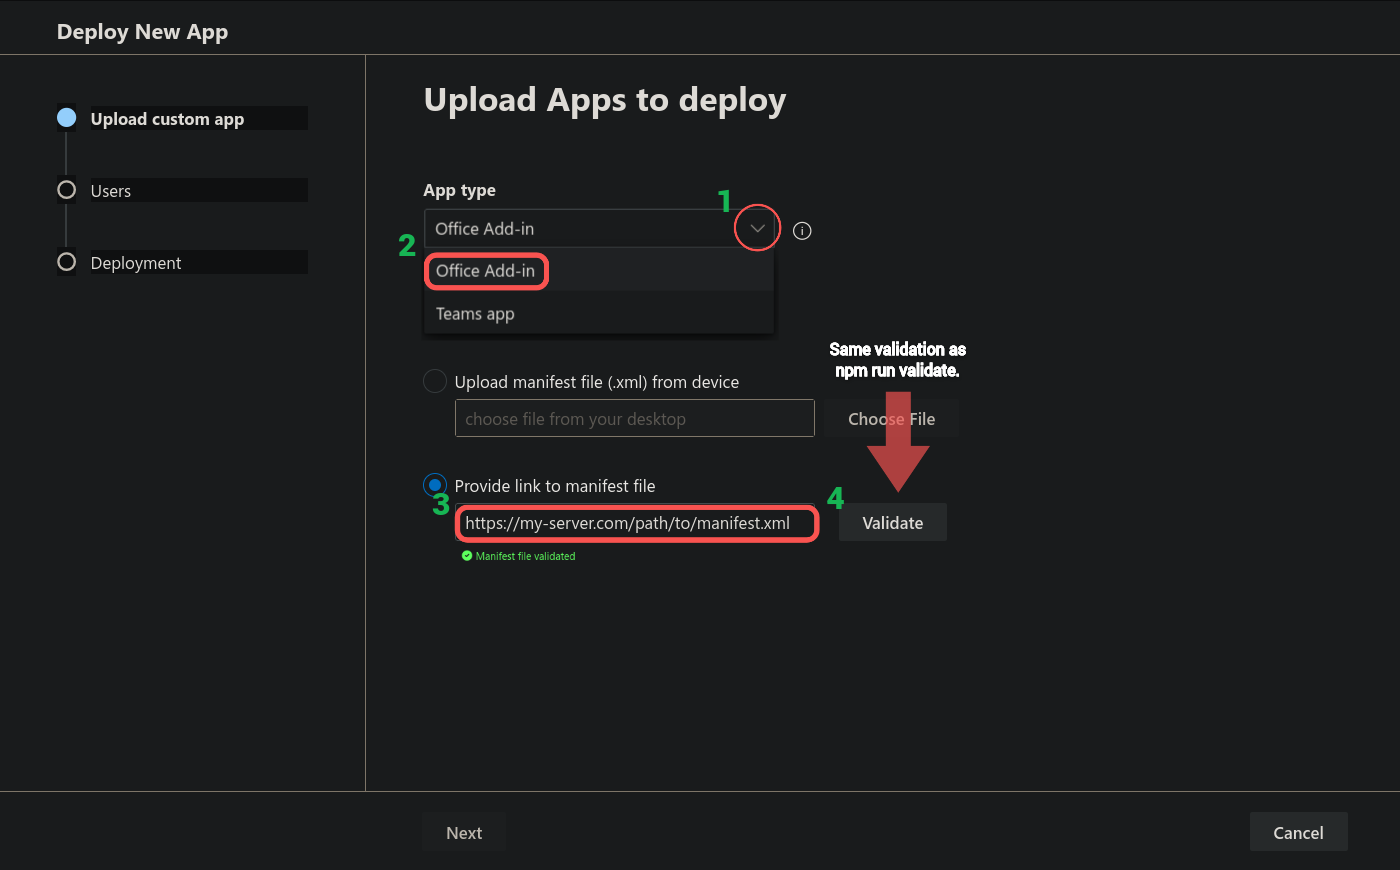 Deploy New App
Upload custom app
Users
Deployment
Upload Apps to deploy
App type
1
Office Add-in
2
Office Add-in
Teams app
Same validation as
npm run validate.
Upload manifest file (.xml) from device
choose file from your desktop
Choose File
Provide link to manifest file
3
https://my-server.com/path/to/manifest.xml
4
Validate
Manifest file validated
Next
Cancel